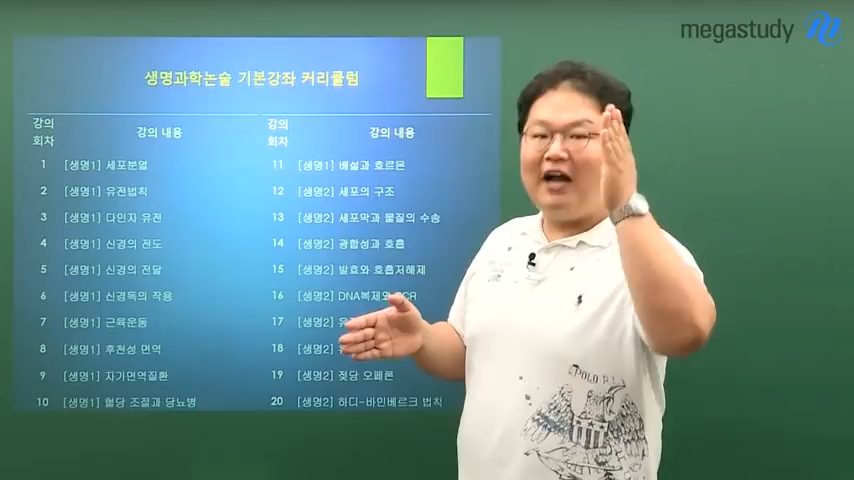 megastudy
생명과학논술 기본강좌 커리큘럼
강의 회차 강의 내용 강의 회차 강의 내용
1 [생명1] 세포분열
2 [생명1] 유전법칙
3 [생명1] 다인자 유전
4 [생명1] 신경의 전도
5 [생명1] 신경의 전달
6 [생명1] 신경독의 작용
7 [생명1] 근육운동
8 [생명1] 후천성 면역
9 [생명1] 자가면역질환
10 [생명1] 혈당 조절과 당뇨병
11 [생명1] 배설과 호르몬
12 [생명2] 세포의 구조
13 [생명2] 세포막과 물질의 수송
14 [생명2] 광합성과 호흡
15 [생명2] 발효와 호흡저해제
16 [생명2] DNA복제와 CR
17 [생명2]
18 [생명2]
19 [생명2] 젖당 오페론
20 [생명2] 하디-바인베르크 법칙
POLO R